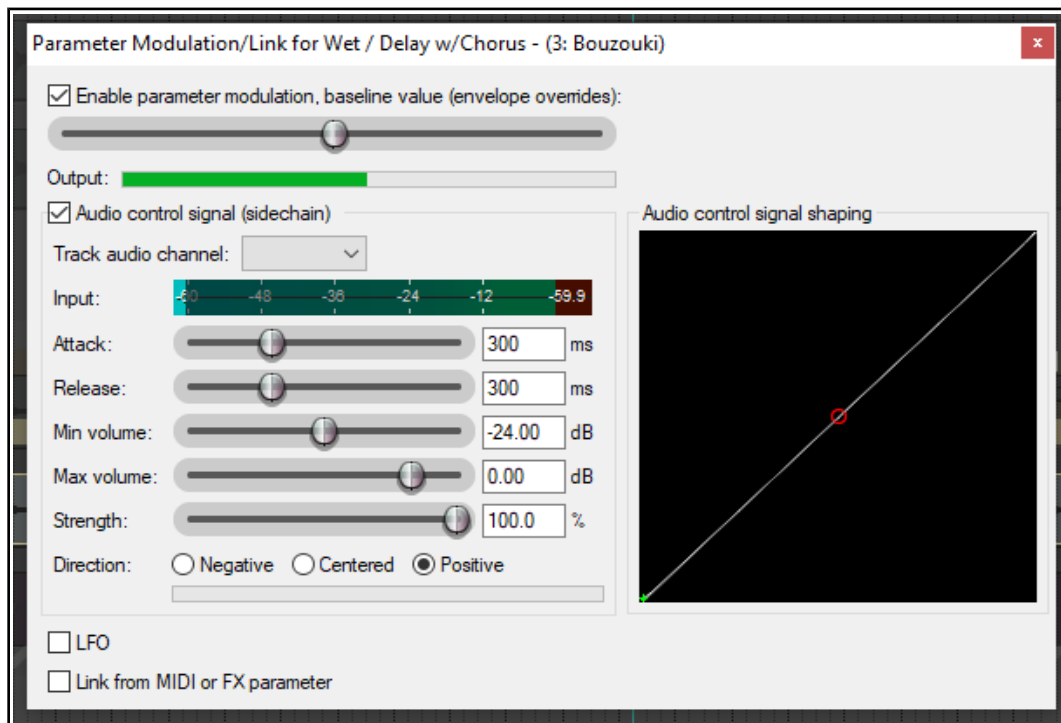 Parameter Modulation/Link for Wet / Delay w/Chorus - (3: Bouzouki)
x
Enable parameter modulation, baseline value (envelope overrides):
Output:
Audio control signal (sidechain)
Audio control signal shaping
Track audio channel:
Input: -60 -48 -36 -24 -12 -59.9
Attack: 300 ms
Release: 300 ms
Min volume: -24.00 dB
Max volume: 0.00 dB
Strength: 100.0 %
Direction: Negative Centered Positive
LFO
Link from MIDI or FX parameter